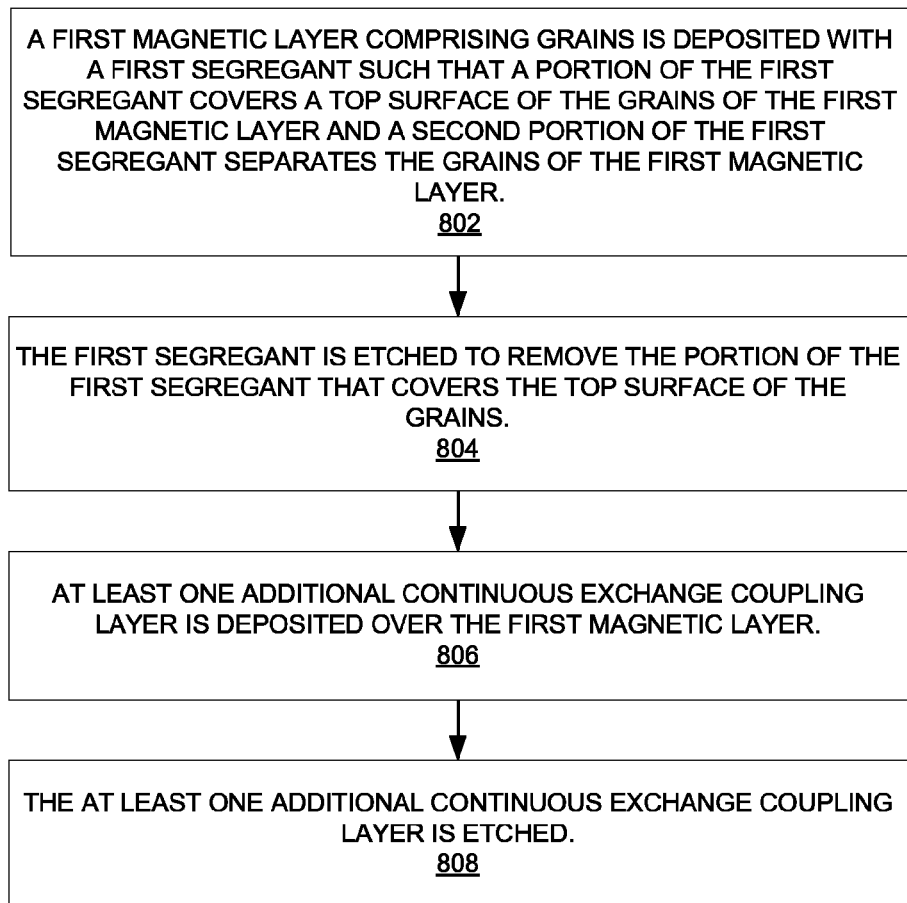 A FIRST MAGNETIC LAYER COMPRISING GRAINS IS DEPOSITED WITH
A FIRST SEGREGANT SUCH THAT A PORTION OF THE FIRST
SEGREGANT COVERS A TOP SURFACE OF THE GRAINS OF THE FIRST
MAGNETIC LAYER AND A SECOND PORTION OF THE FIRST
SEGREGANT SEPARATES THE GRAINS OF THE FIRST MAGNETIC
LAYER.
802
THE FIRST SEGREGANT IS ETCHED TO REMOVE THE PORTION OF THE
FIRST SEGREGANT THAT COVERS THE TOP SURFACE OF THE
GRAINS.
804
AT LEAST ONE ADDITIONAL CONTINUOUS EXCHANGE COUPLING
LAYER IS DEPOSITED OVER THE FIRST MAGNETIC LAYER.
806
THE AT LEAST ONE ADDITIONAL CONTINUOUS EXCHANGE COUPLING
LAYER IS ETCHED.
808